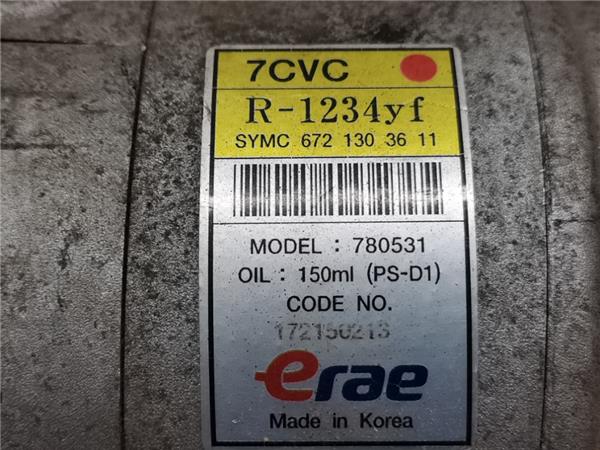 7CVC
R-1234yf
SYMC 672 130 36 11
MODEL : 780531
OIL : 150ml (PS-D1)
CODE NO.
172150213
erae
Made in Korea